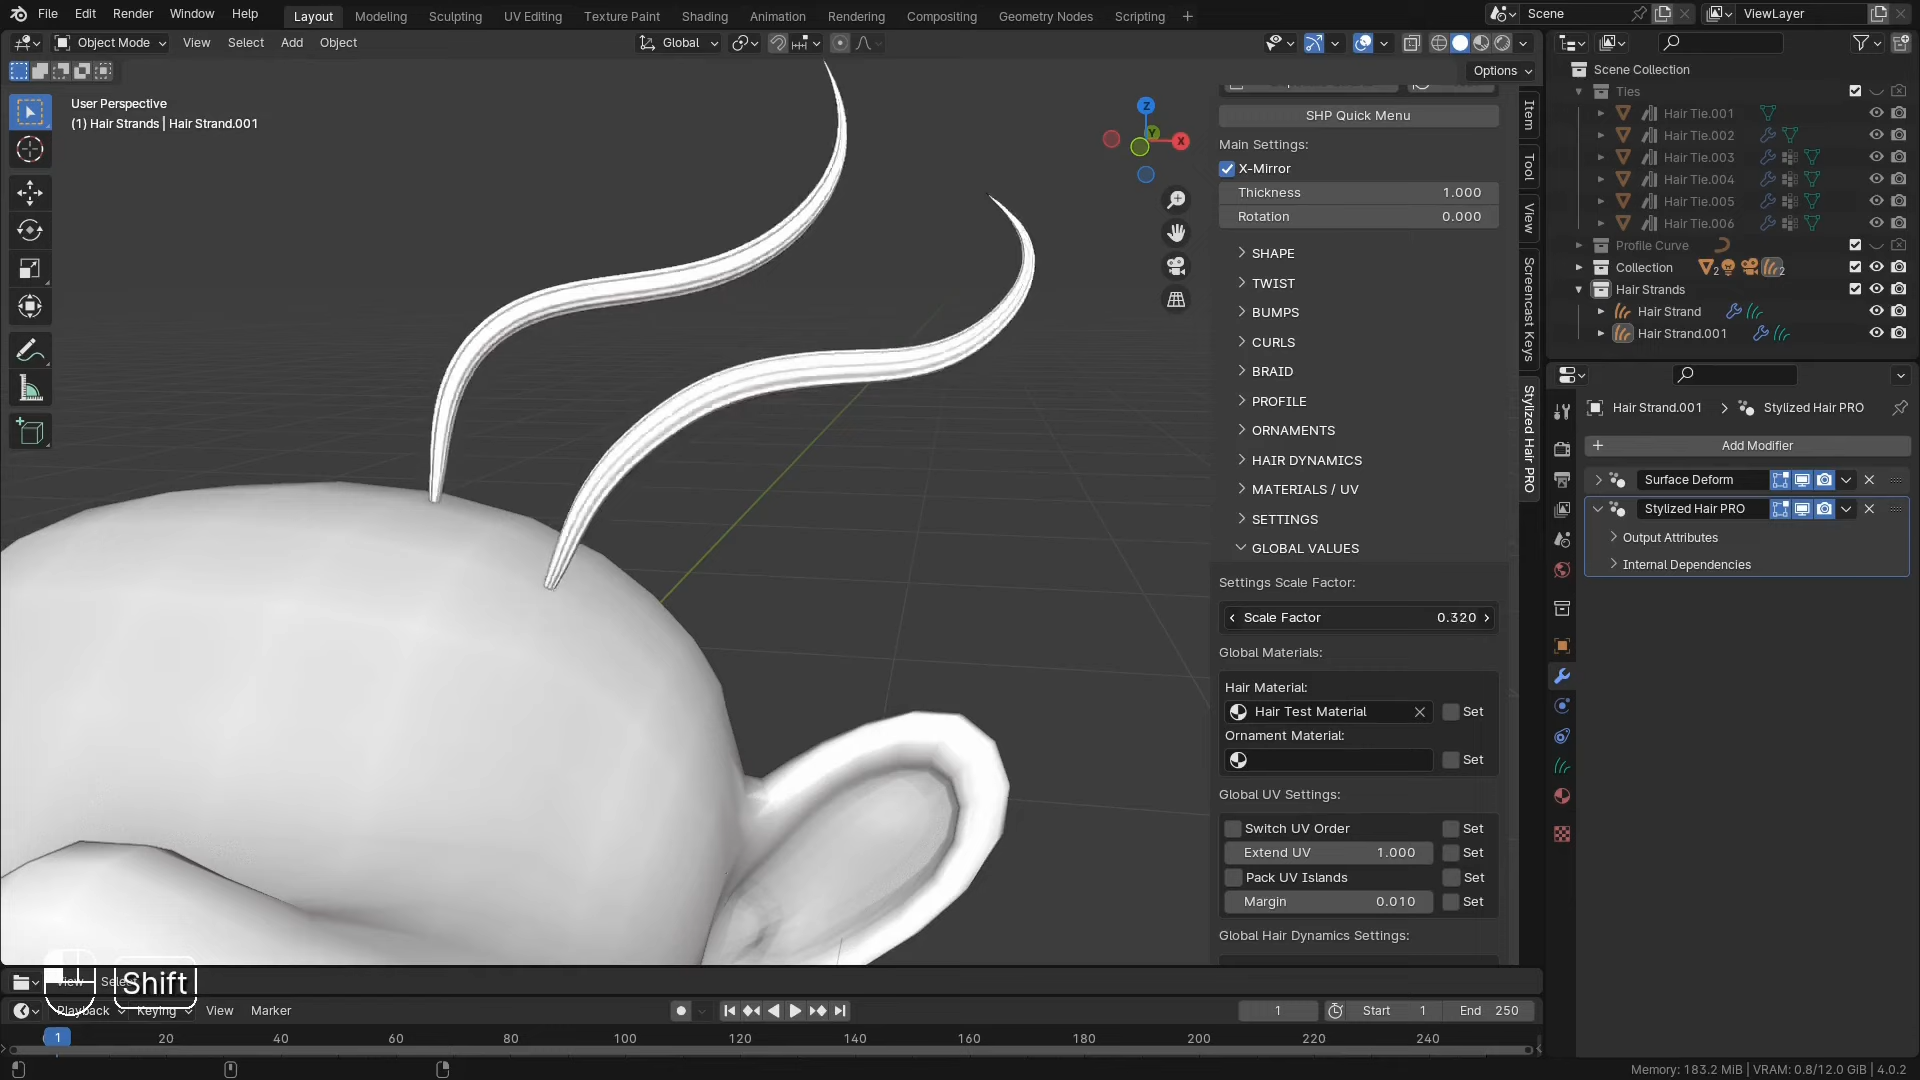 File Edit Render Window Help
Layout Modeling Sculpting UV Editing Texture Paint Shading Animation Rendering Compositing Geometry Nodes Scripting +
Scene
ViewLayer
Object Mode View Select Add Object
Global
Options
User Perspective
(1) Hair Strands | Hair Strand.001
Z
Y
X
SHP Quick Menu
Main Settings:
X-Mirror
Thickness 1.000
Rotation 0.000
SHAPE
TWIST
BUMPS
CURLS
BRAID
PROFILE
ORNAMENTS
HAIR DYNAMICS
MATERIALS / UV
SETTINGS
GLOBAL VALUES
Settings Scale Factor:
Scale Factor 0.320
Global Materials:
Hair Material:
Hair Test Material Set
Ornament Material:
Set
Global UV Settings:
Switch UV Order Set
Extend UV 1.000 Set
Pack UV Islands Set
Margin 0.010 Set
Global Hair Dynamics Settings:
Item
Tool
View
Screencast Keys
Stylized Hair PRO
Scene Collection
Ties
Hair Tie.001
Hair Tie.002
Hair Tie.003
Hair Tie.004
Hair Tie.005
Hair Tie.006
Profile Curve
Collection 2 2
Hair Strands
Hair Strand
Hair Strand.001
Hair Strand.001 > Stylized Hair PRO
+ Add Modifier
Surface Deform
Stylized Hair PRO
Output Attributes
Internal Dependencies
View Select
Shift
Playback Keying View Marker
1 Start 1 End 250
1 20 40 60 80 100 120 140 160 180 200 220 240
Memory: 183.2 MiB | VRAM: 0.8/12.0 GiB | 4.0.2